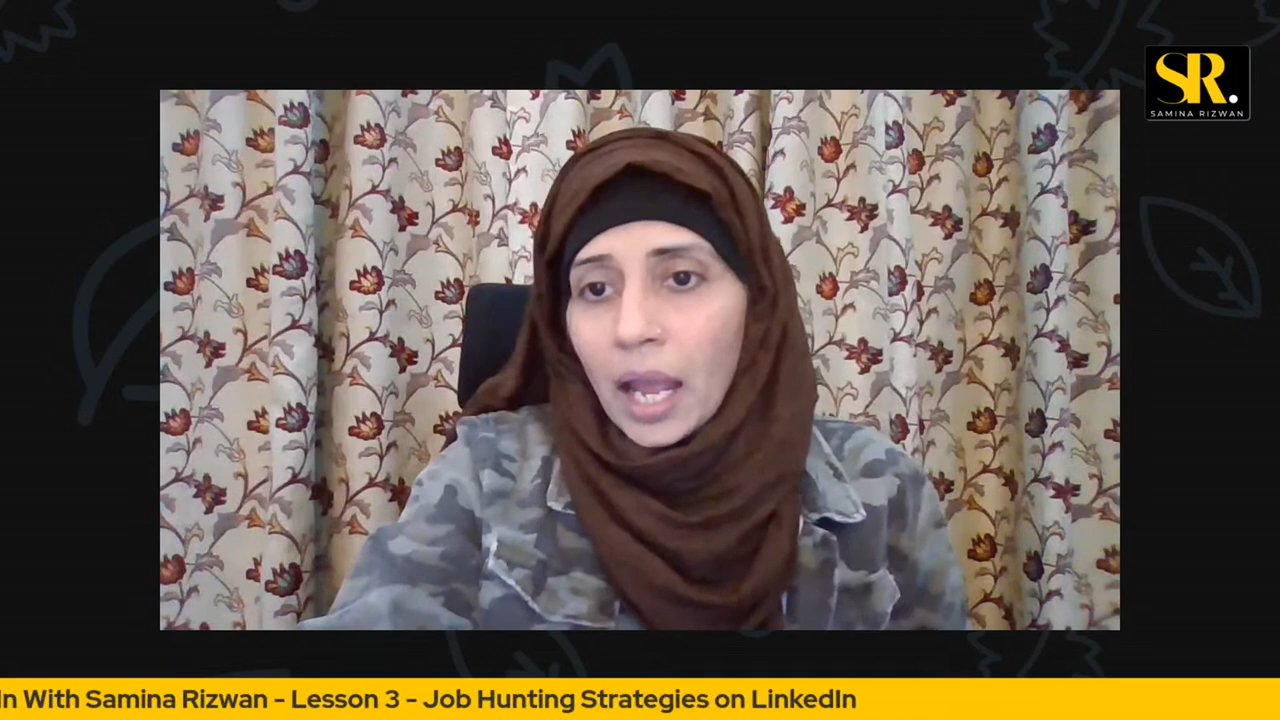 SR.
SAMINA RIZWAN
In With Samina Rizwan - Lesson 3 - Job Hunting Strategies on LinkedIn